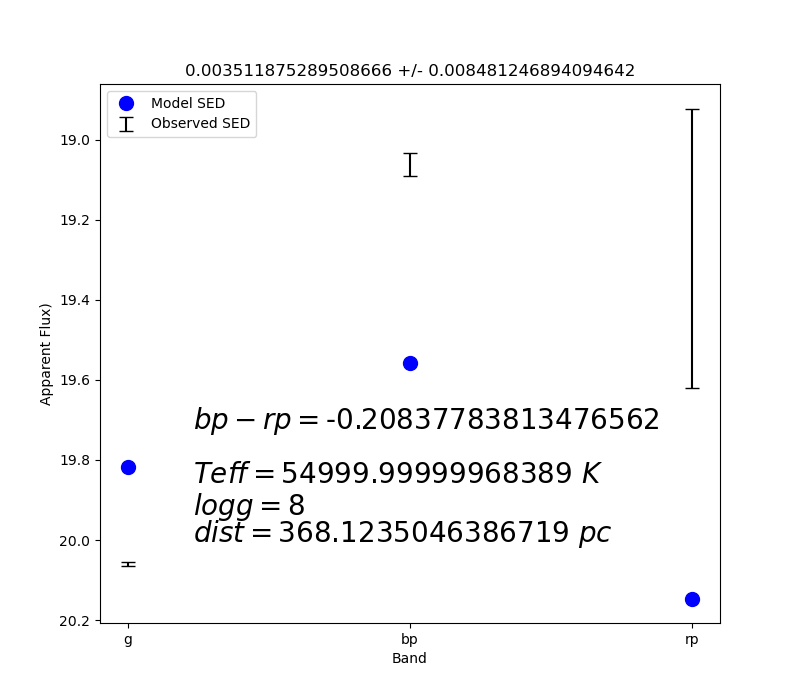 0.003511875289508666 +/- 0.008481246894094642
Model SED
Observed SED
19.0
19.2
19.4
19.6
19.8
20.0
20.2
Apparent Flux)
bp − rp = -0.20837783813476562
Teff = 54999.99999968389 K
logg = 8
dist = 368.1235046386719 pc
g
bp
rp
Band